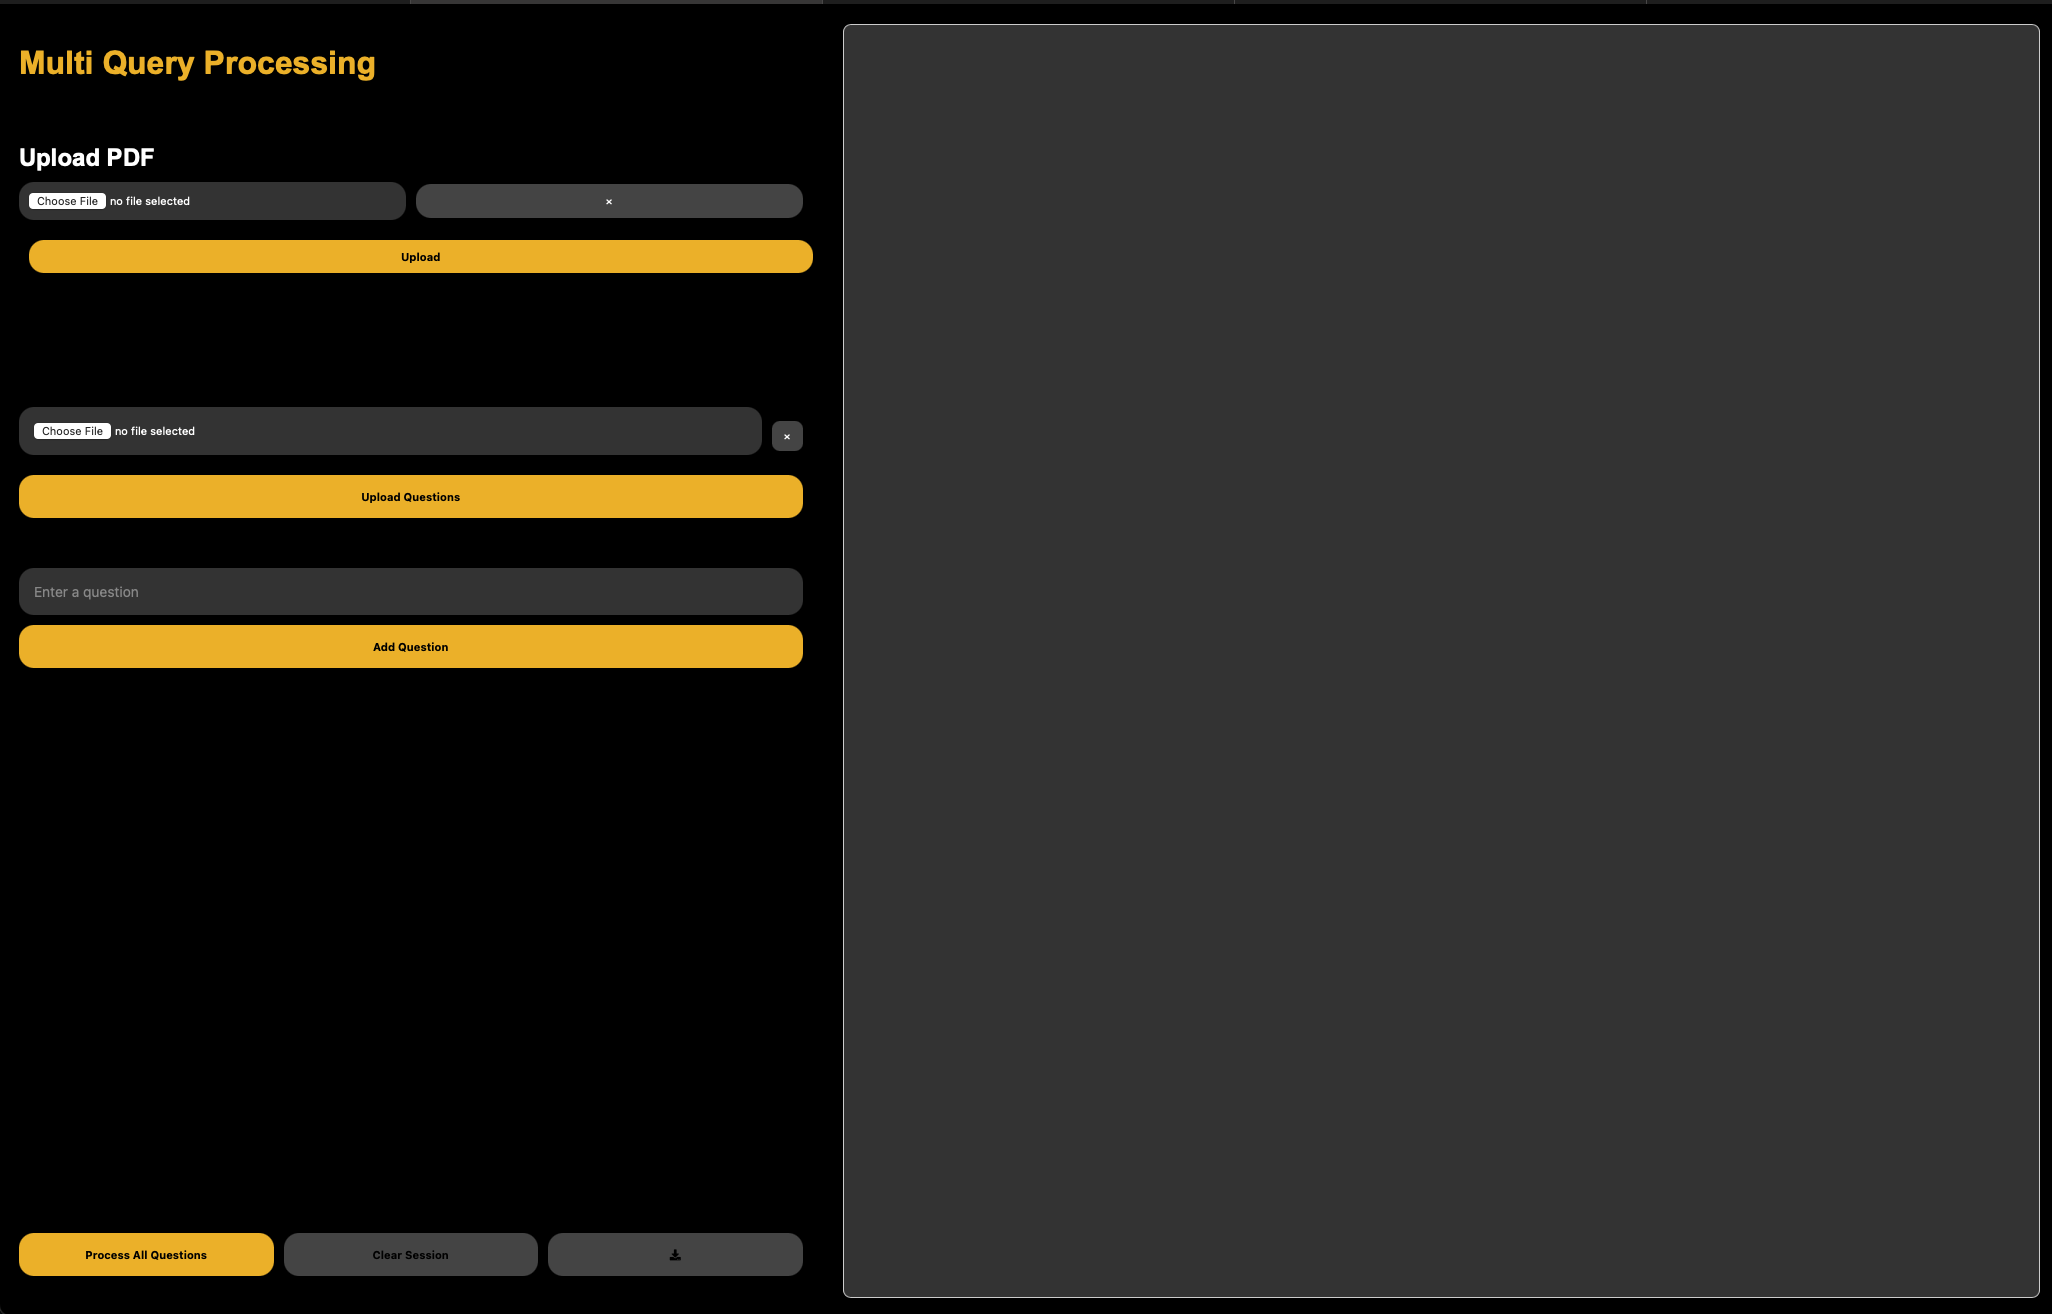 Multi Query Processing
Upload PDF
Choose File no file selected
×
Upload
Choose File no file selected
×
Upload Questions
Enter a question
Add Question
Process All Questions
Clear Session